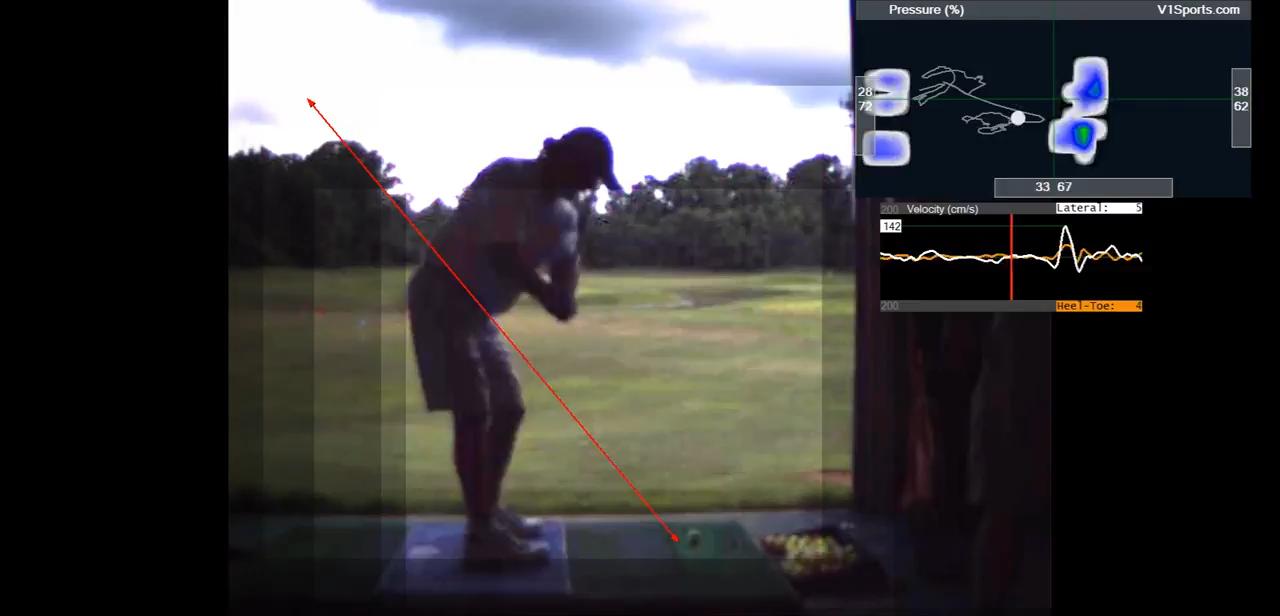 Pressure (%) V1Sports.com
28
72
38
62
33 67
200 Velocity (cm/s) Lateral: 5
142
200 Heel-Toe: 4